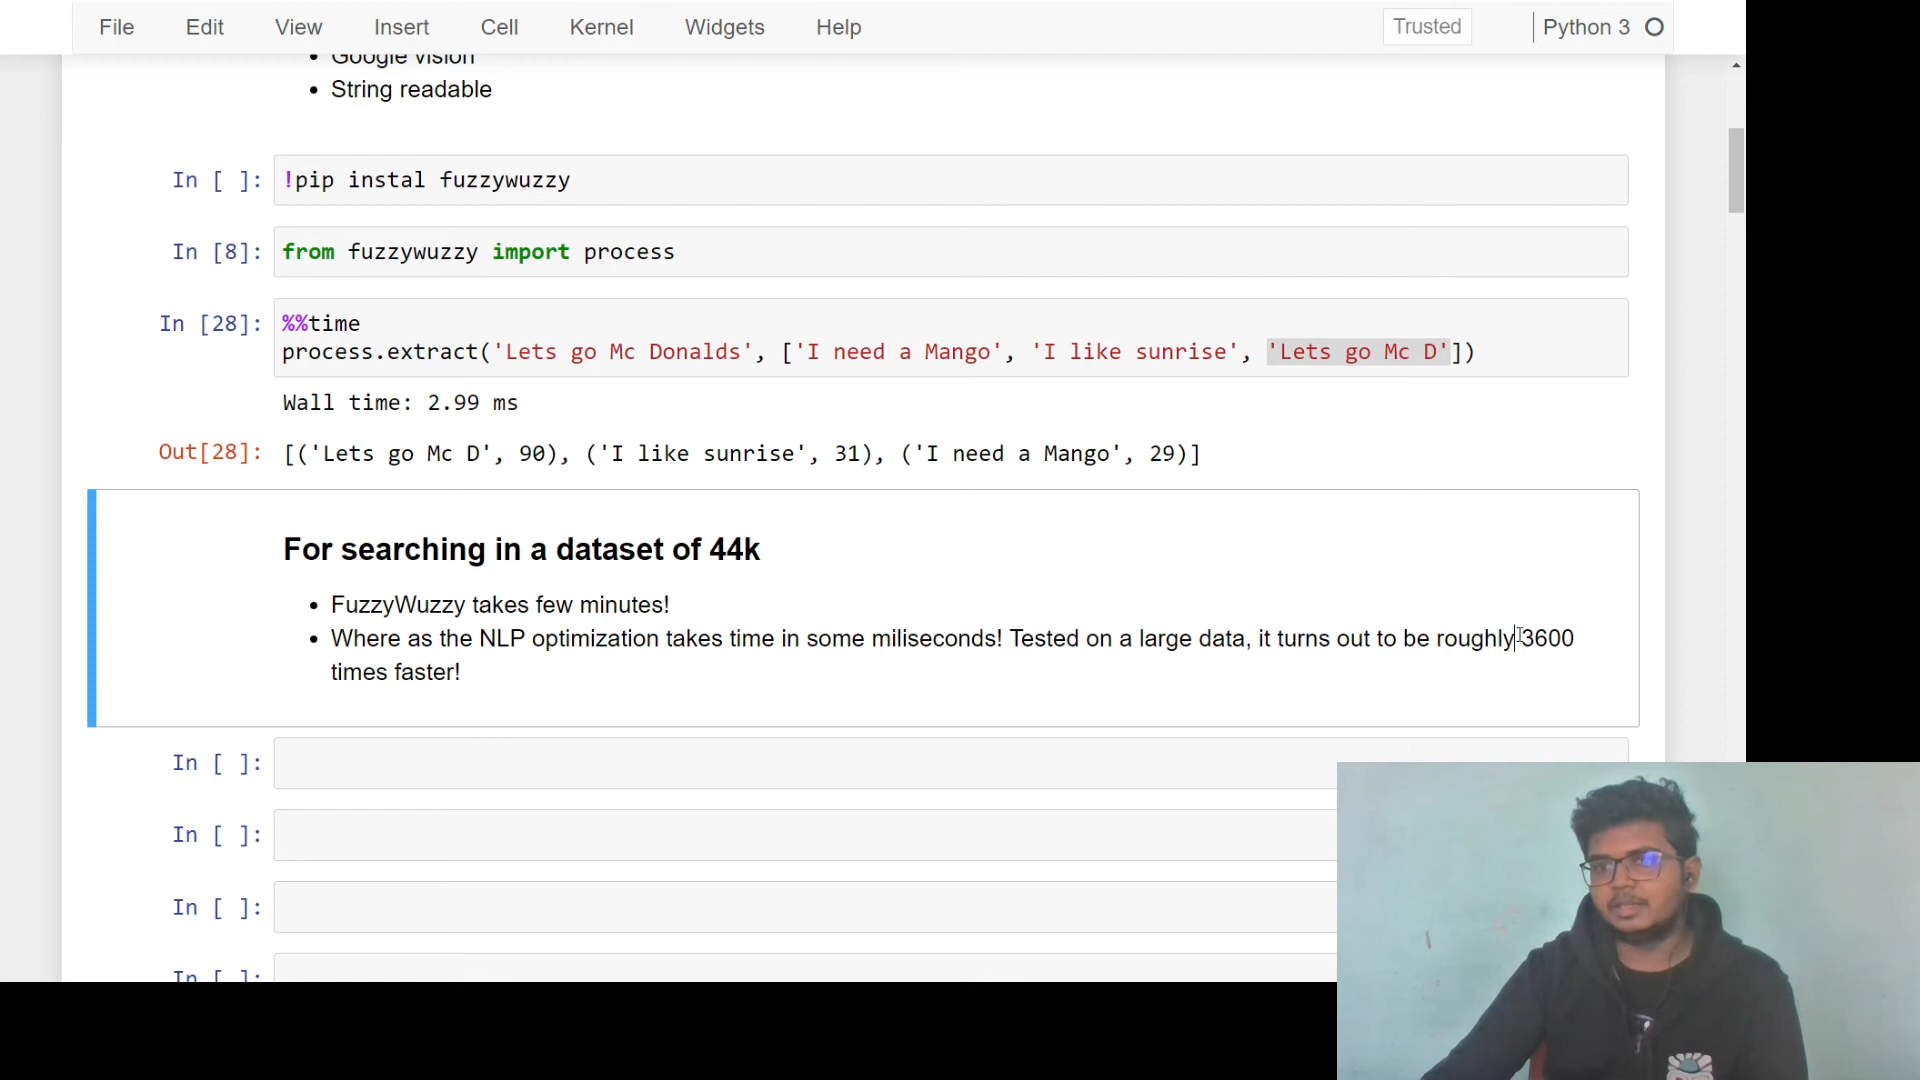 File Edit View Insert Cell Kernel Widgets Help Trusted Python 3
• Google vision
• String readable
In [ ]: !pip instal fuzzywuzzy
In [8]: from fuzzywuzzy import process
In [28]: %%time
process.extract('Lets go Mc Donalds', ['I need a Mango', 'I like sunrise', 'Lets go Mc D'])
Wall time: 2.99 ms
Out[28]: [('Lets go Mc D', 90), ('I like sunrise', 31), ('I need a Mango', 29)]
For searching in a dataset of 44k
• FuzzyWuzzy takes few minutes!
• Where as the NLP optimization takes time in some miliseconds! Tested on a large data, it turns out to be roughly 3600
times faster!
In [ ]:
In [ ]:
In [ ]:
In [ ]: